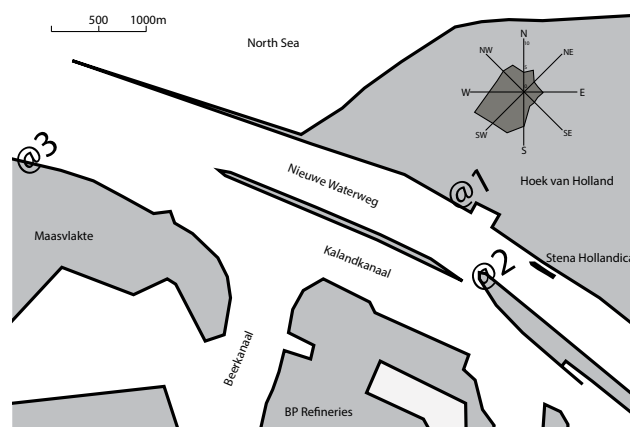 500 1000m
North Sea
N
NW
NE
W
E
SW
SE
S
@3
@1
Nieuwe Waterweg
Hoek van Holland
Maasvlakte
Kalandkanaal
@2
Stena Hollandica
Beerkanaal
BP Refineries